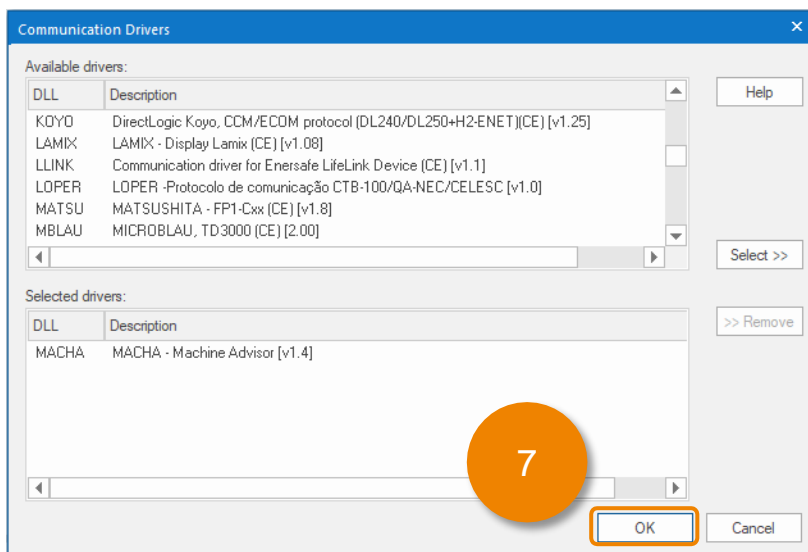 Communication Drivers
Available drivers:
DLL Description
KOYO DirectLogic Koyo, CCM/ECOM protocol (DL240/DL250+H2-ENET)(CE) [v1.25]
LAMIX LAMIX - Display Lamix (CE) [v1.08]
LLINK Communication driver for Enersafe LifeLink Device (CE) [v1.1]
LOPER LOPER -Protocolo de comunicação CTB-100/QA-NEC/CELESC [v1.0]
MATSU MATSUSHITA - FP1-Cxx (CE) [v1.8]
MBLAU MICROBLAU, TD3000 (CE) [2.00]
Help
Select >>
Selected drivers:
DLL Description
>> Remove
MACHA MACHA - Machine Advisor [v1.4]
7
OK Cancel